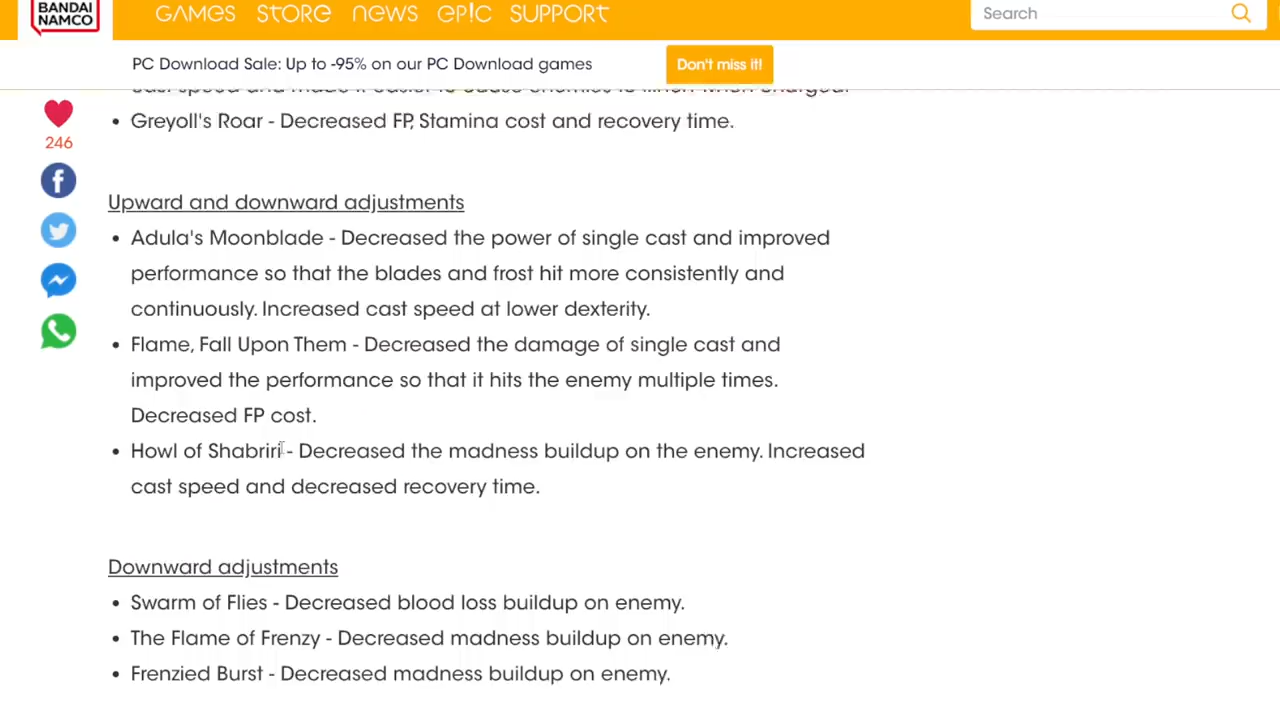 BANDAI
NAMCO
GAMES STORE NEWS EPIC SUPPORT
Search
PC Download Sale: Up to -95% on our PC Download games
Don't miss it!
246
• Greyoll's Roar - Decreased FP, Stamina cost and recovery time.
Upward and downward adjustments
• Adula's Moonblade - Decreased the power of single cast and improved
performance so that the blades and frost hit more consistently and
continuously. Increased cast speed at lower dexterity.
• Flame, Fall Upon Them - Decreased the damage of single cast and
improved the performance so that it hits the enemy multiple times.
Decreased FP cost.
• Howl of Shabriri - Decreased the madness buildup on the enemy. Increased
cast speed and decreased recovery time.
Downward adjustments
• Swarm of Flies - Decreased blood loss buildup on enemy.
• The Flame of Frenzy - Decreased madness buildup on enemy.
• Frenzied Burst - Decreased madness buildup on enemy.